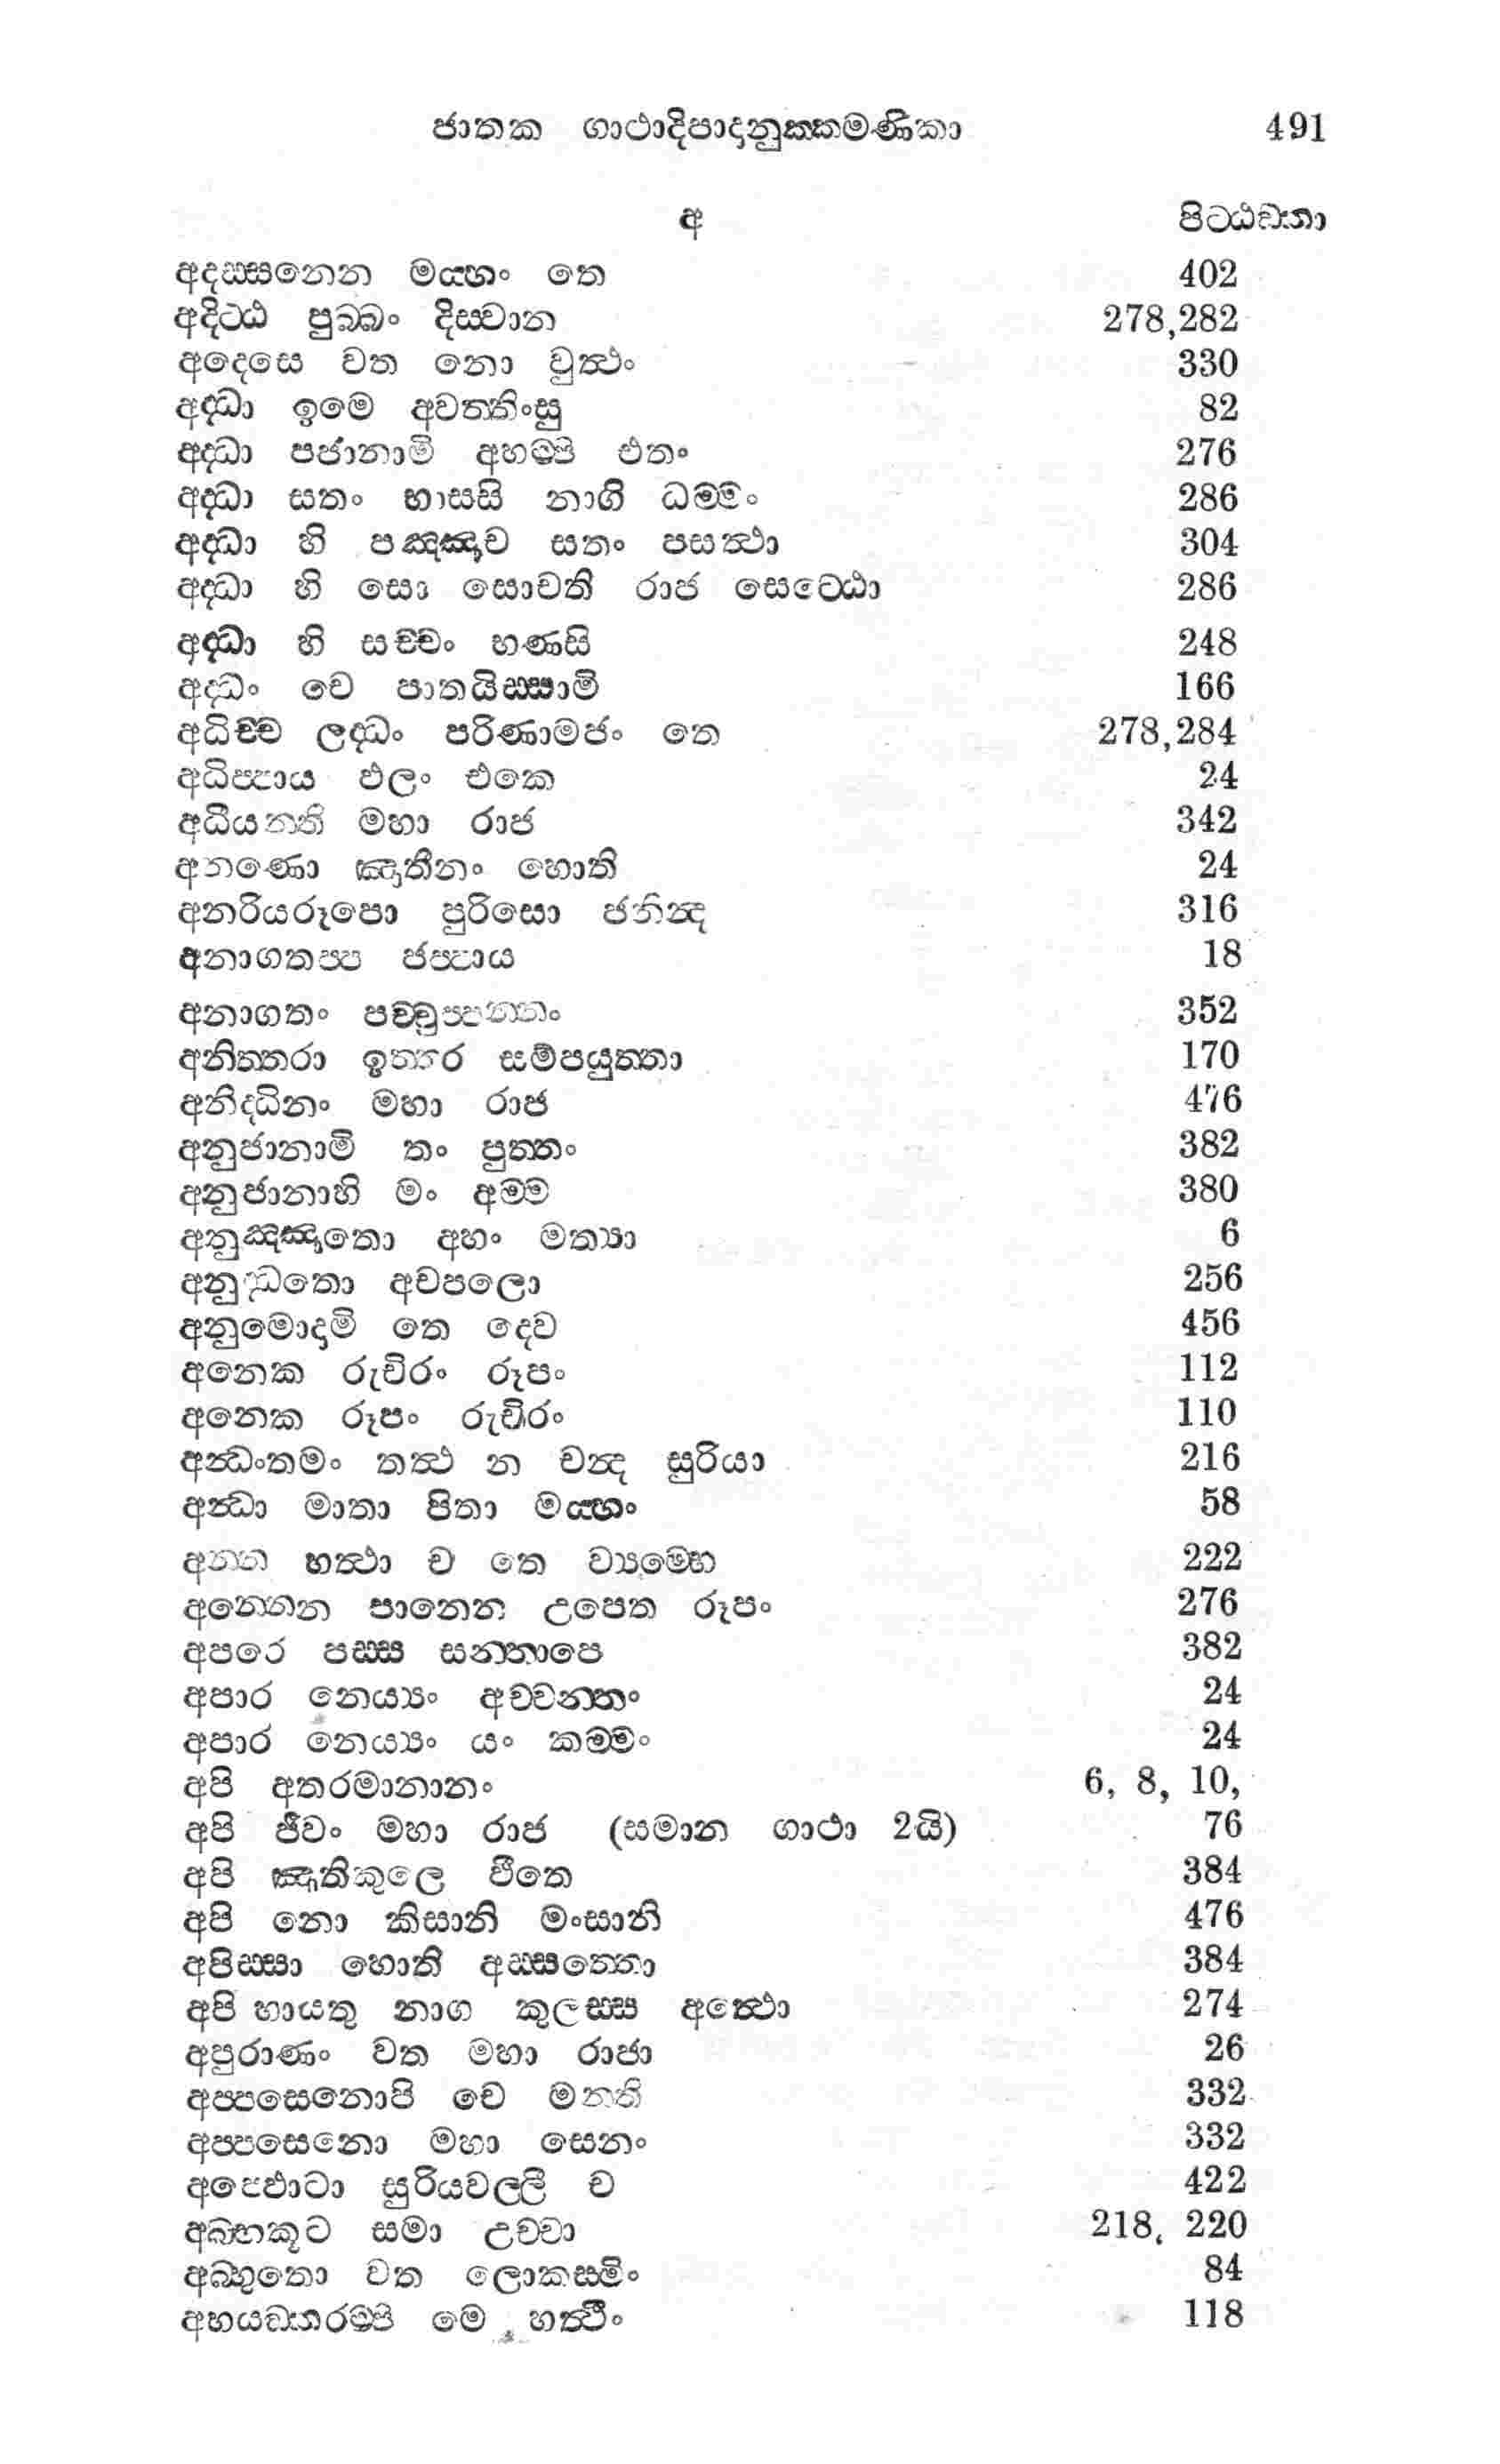 ජාතක ගාථාදිපාදානුක්කමණිකා 491
අ පිට්ඨඞ්කා
අදස්සනෙන මය්හං තෙ 402
අදිට්ඨ පුබ්බං දිස්වාන 278,282
අදෙසෙ වත නො වුත්ථං 330
අද්ධා ඉමෙ අවත්තිංසු 82
අද්ධා පජානාමි අහම්පි එතං 276
අද්ධා සතං භාසසි නාගි ධම්මං 286
අද්ධා හි පඤ්ඤාව සතං පසත්ථා 304
අද්ධා හි සො සොචති රාජ සෙට්ඨො 286
අද්ධා හි සච්චං භණසි 248
අද්ධං චෙ පාතයිස්සාමි 166
අධිච්ච ලද්ධං පරිණාමජං තෙ 278,284
අධිප්පාය ඵලං එකෙ 24
අධීයන්ති මහා රාජ 342
අනණො ඤාතීනං හොති 24
අනරියරූපො පුරිසො ජනින්ද 316
අනාගතප්ප ජප්පාය 18
අනාගතං පච්චුප්පන්නං 352
අනිත්තරා ඉත්තර සම්පයුත්තා 170
අනිද්ධිනං මහා රාජ 476
අනුජානාමි තං පුත්තං 382
අනුජානාහි මං අම්ම 380
අනුඤ්ඤාතො අහං මත්‍යා 6
අනුද්ධතො අචපලො 256
අනුමොදාමි තෙ දෙව 456
අනෙක රුචිරං රූපං 112
අනෙක රූපං රුචිරං 110
අන්ධංතමං තත්ථ න චන්ද සුරියා 216
අන්ධා මාතා පිතා මය්හං 58
අන්න භත්ථා ච තෙ ව්‍යම්හෙ 222
අන්නෙන පානෙන උපෙත රූපං 276
අපරෙ පස්ස සන්තාපෙ 382
අපාර නෙය්‍යං අච්චන්තං 24
අපාර නෙය්‍යං යං කම්මං 24
අපි අතරමානානං 6, 8, 10,
අපි ජීවං මහා රාජ (සමාන ගාථා 2යි) 76
අපි ඤාතිකුලෙ ඵීතෙ 384
අපි නො කිසානි මංසානි 476
අපිස්සා හොති අස්සත්තො 384
අපි හායතු නාග කුලස්ස අත්ථො 274
අපුරාණං වත මහා රාජා 26
අප්පසෙනොපි චෙ මන්ති 332
අප්පසෙනො මහා සෙනං 332
අප්ඵොටා සුරියවල්ලී ච 422
අබ්භකූට සමා උච්චා 218, 220
අබ්භුතො වත ලොකස්මිං 84
අභයඞ්කරම්පි මෙ හත්ථිං 118